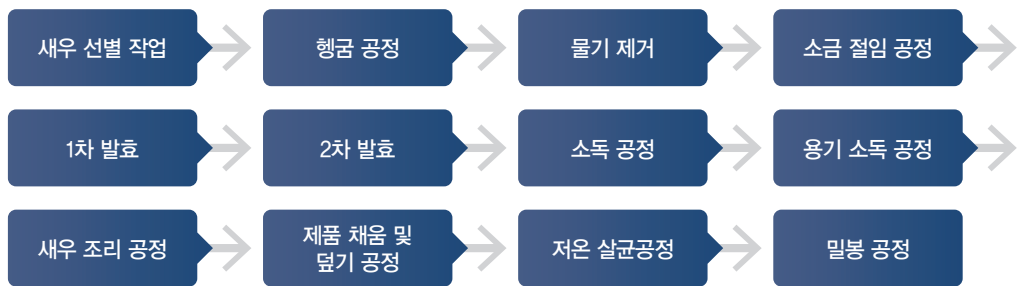 새우 선별 작업
헹굼 공정
물기 제거
소금 절임 공정
1차 발효
2차 발효
소독 공정
용기 소독 공정
새우 조리 공정
제품 채움 및
덮기 공정
저온 살균공정
밀봉 공정